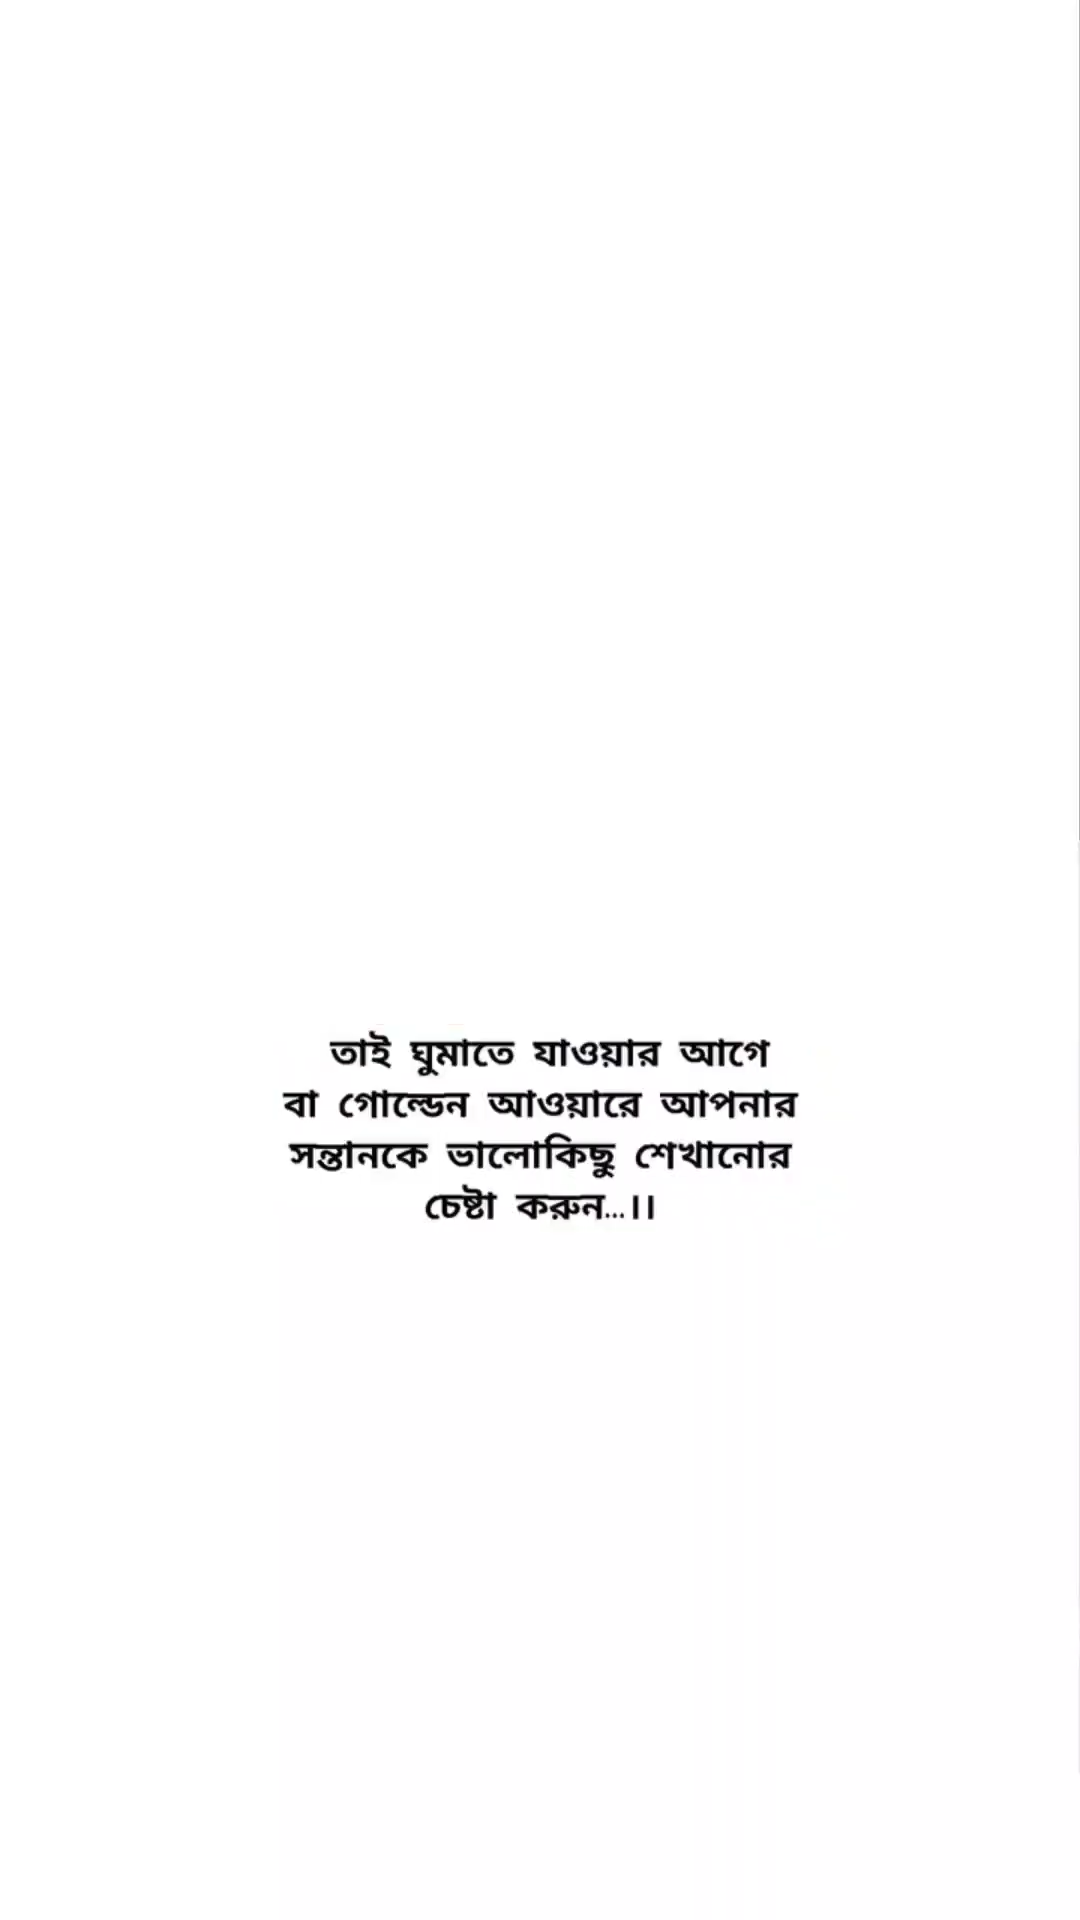 তাই ঘুমাতে যাওয়ার আগে
বা গোল্ডেন আওয়ারে আপনার
সন্তানকে ভালোকিছু শেখানোর
চেষ্টা করুন...।।